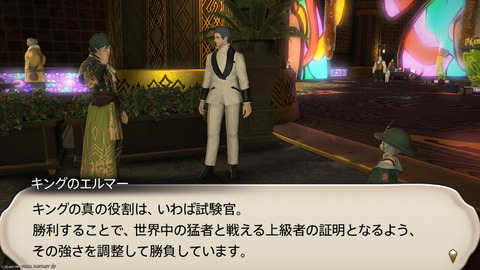 キングのエルマー
キングの真の役割は、いわば試験官。
勝利することで、世界中の猛者と戦える上級者の証明となるよう、
その強さを調整して勝負しています。